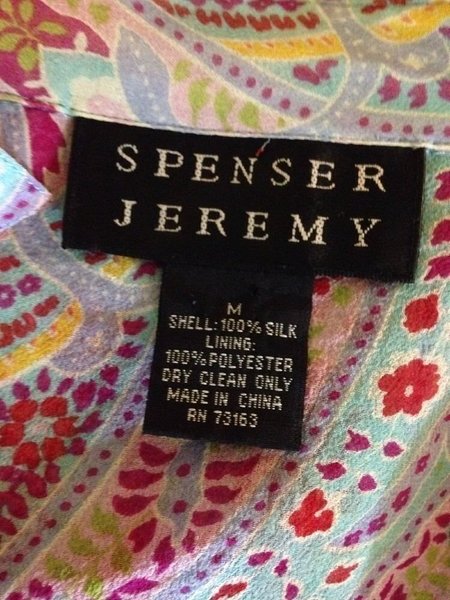 SPENSER
JEREMY
M
SHELL: 100% SILK
LINING:
100% POLYESTER
DRY CLEAN ONLY
MADE IN CHINA
RN 73163